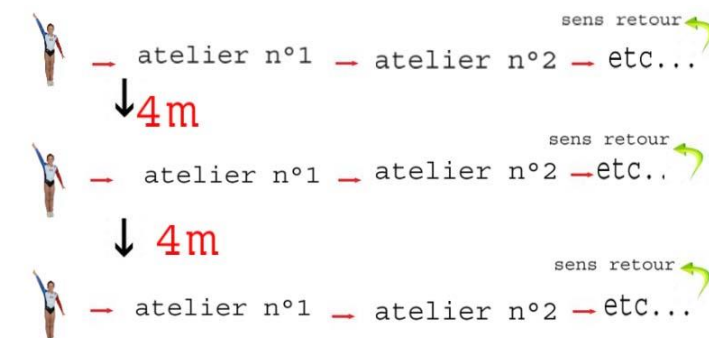 sens retour
atelier n°1 → atelier n°2 → etc...
4m
sens retour
atelier n°1 → atelier n°2 → etc..
4m
sens retour
atelier n°1 → atelier n°2 → etc...